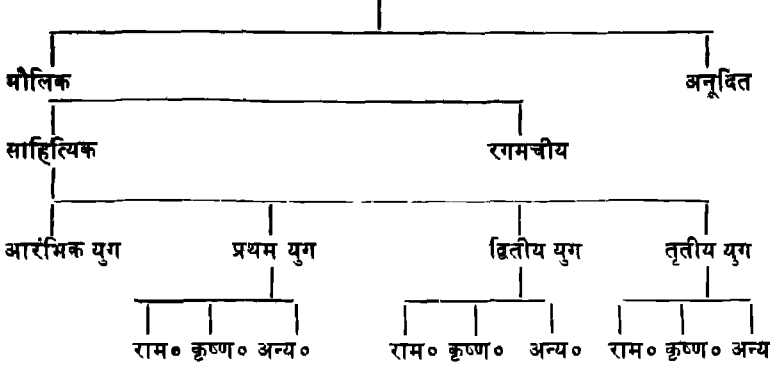 मौलिक अनूदित
साहित्यिक रगमचीय
आरंभिक युग प्रथम युग द्वितीय युग तृतीय युग
राम० कृष्ण० अन्य० राम० कृष्ण० अन्य० राम० कृष्ण० अन्य